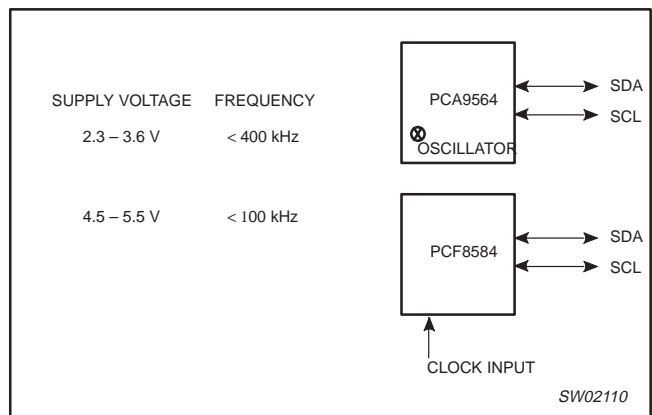 SUPPLY VOLTAGE FREQUENCY
2.3 – 3.6 V < 400 kHz
4.5 – 5.5 V < 100 kHz
PCA9564
OSCILLATOR
SDA
SCL
PCF8584
SDA
SCL
CLOCK INPUT
SW02110